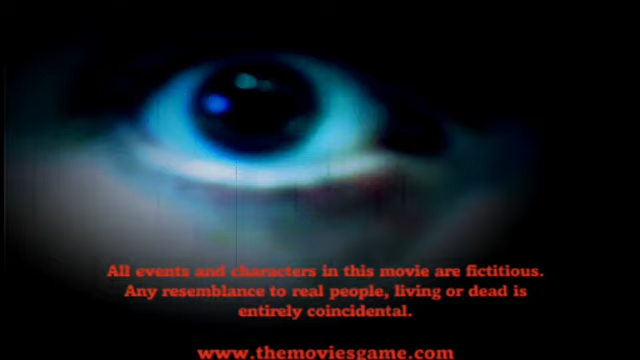 All events and characters in this movie are fictitious.
Any resemblance to real people, living or dead is
entirely coincidental.
www.themoviesgame.com